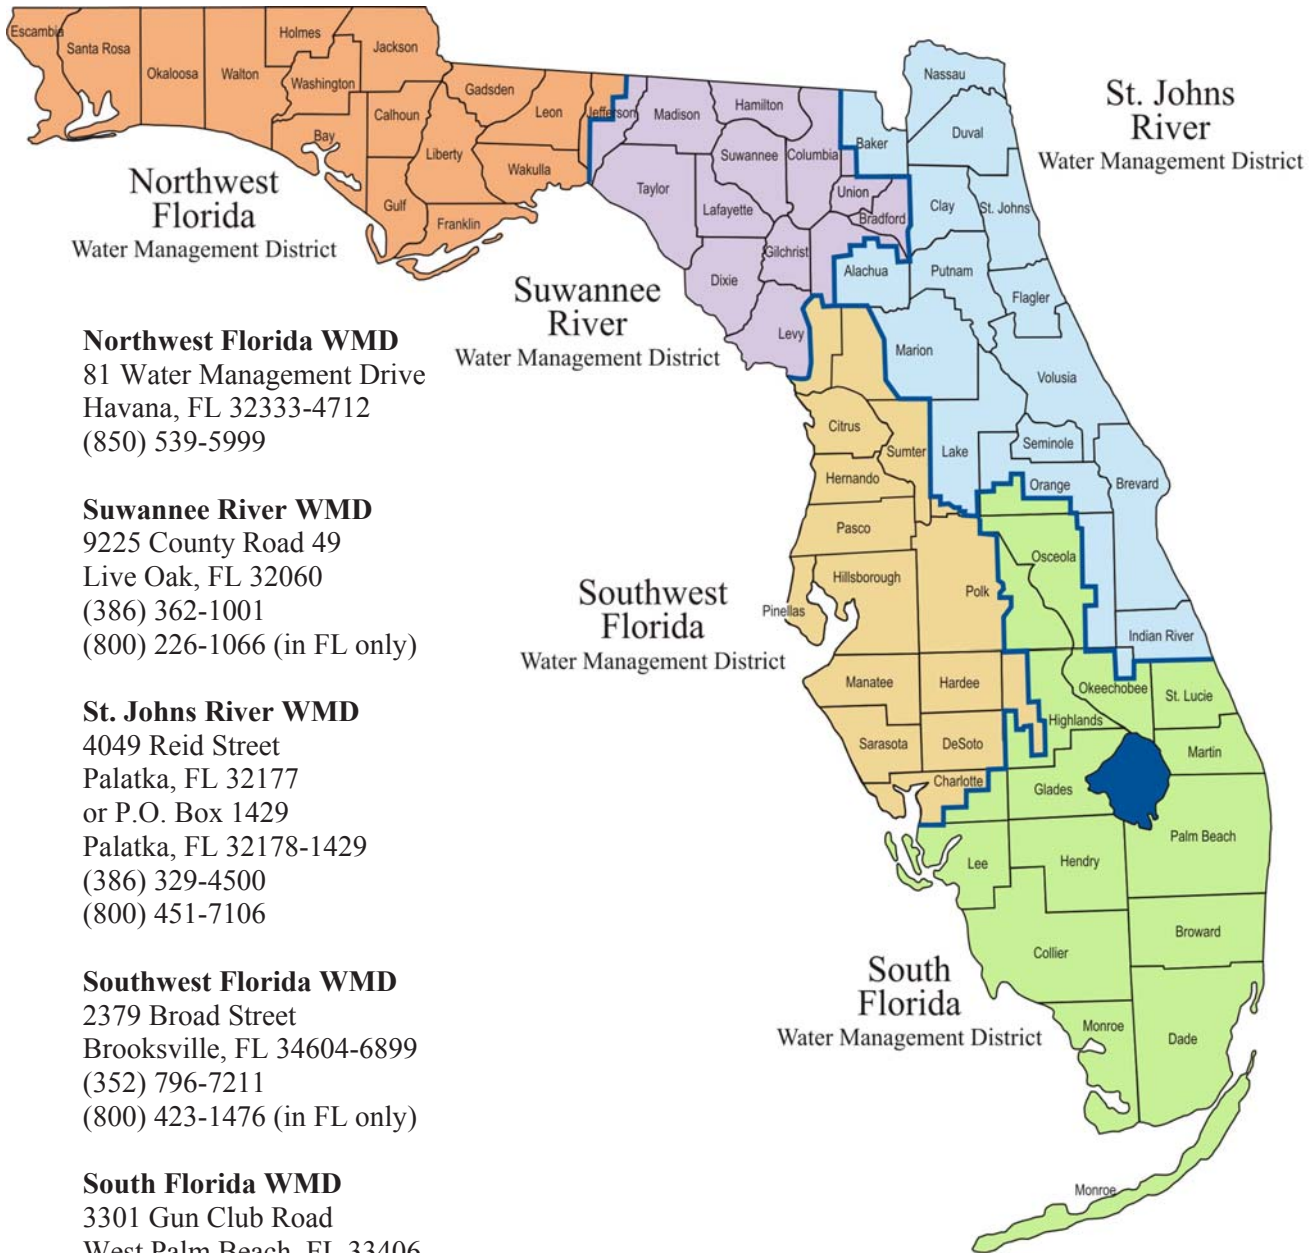 Escambia
Santa Rosa
Okaloosa
Walton
Holmes
Washington
Jackson
Bay
Calhoun
Gulf
Liberty
Gadsden
Franklin
Leon
Wakulla
Jefferson
Madison
Taylor
Hamilton
Suwannee
Lafayette
Columbia
Dixie
Gilchrist
Levy
Union
Bradford
Baker
Nassau
Duval
Clay
St. Johns
Alachua
Putnam
Flagler
Marion
Volusia
Citrus
Sumter
Lake
Seminole
Hernando
Orange
Brevard
Pasco
Osceola
Hillsborough
Polk
Pinellas
Indian River
Manatee
Hardee
Okeechobee
St. Lucie
Highlands
Sarasota
DeSoto
Martin
Charlotte
Glades
Palm Beach
Lee
Hendry
Broward
Collier
Monroe
Dade
Monroe
Northwest
Florida
Water Management District
St. Johns
River
Water Management District
Suwannee
River
Water Management District
Southwest
Florida
Water Management District
South
Florida
Water Management District
Northwest Florida WMD
81 Water Management Drive
Havana, FL 32333-4712
(850) 539-5999
Suwannee River WMD
9225 County Road 49
Live Oak, FL 32060
(386) 362-1001
(800) 226-1066 (in FL only)
St. Johns River WMD
4049 Reid Street
Palatka, FL 32177
or P.O. Box 1429
Palatka, FL 32178-1429
(386) 329-4500
(800) 451-7106
Southwest Florida WMD
2379 Broad Street
Brooksville, FL 34604-6899
(352) 796-7211
(800) 423-1476 (in FL only)
South Florida WMD
3301 Gun Club Road
West Palm Beach, FL 33406